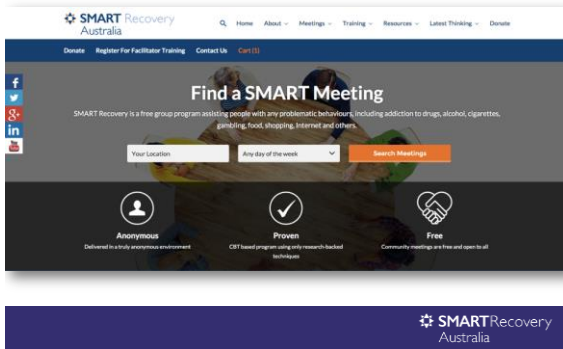 SMART Recovery
Australia
Home About Meetings Training Resources Latest Thinking Donate
Donate Register For Facilitator Training Contact Us Cart (1)
Find a SMART Meeting
SMART Recovery is a free group program assisting people with any problematic behaviours, including addiction to drugs, alcohol, cigarettes,
gambling, food, shopping, Internet and others.
Your Location Any day of the week Search Meetings
Anonymous Proven Free
Delivered in a truly anonymous environment CBT based program using only research-backed Community meetings are free and open to all
techniques
SMARTRecovery
Australia